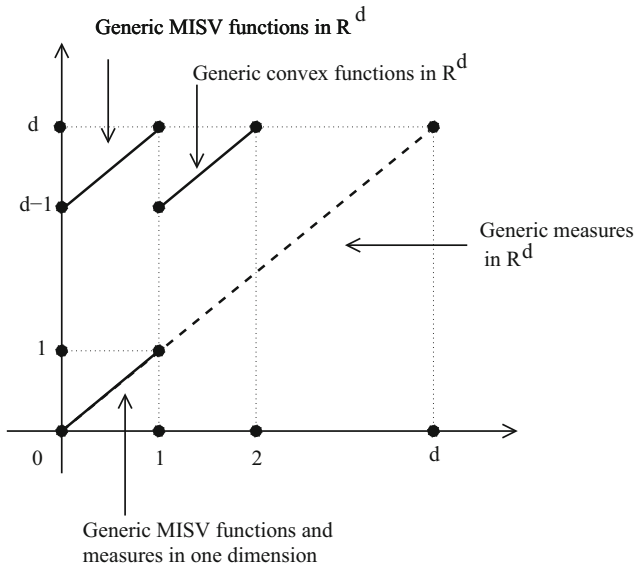 Generic MISV functions in R^d
Generic convex functions in R^d
d
d−1
Generic measures
in R^d
1
0
1
2
d
Generic MISV functions and
measures in one dimension